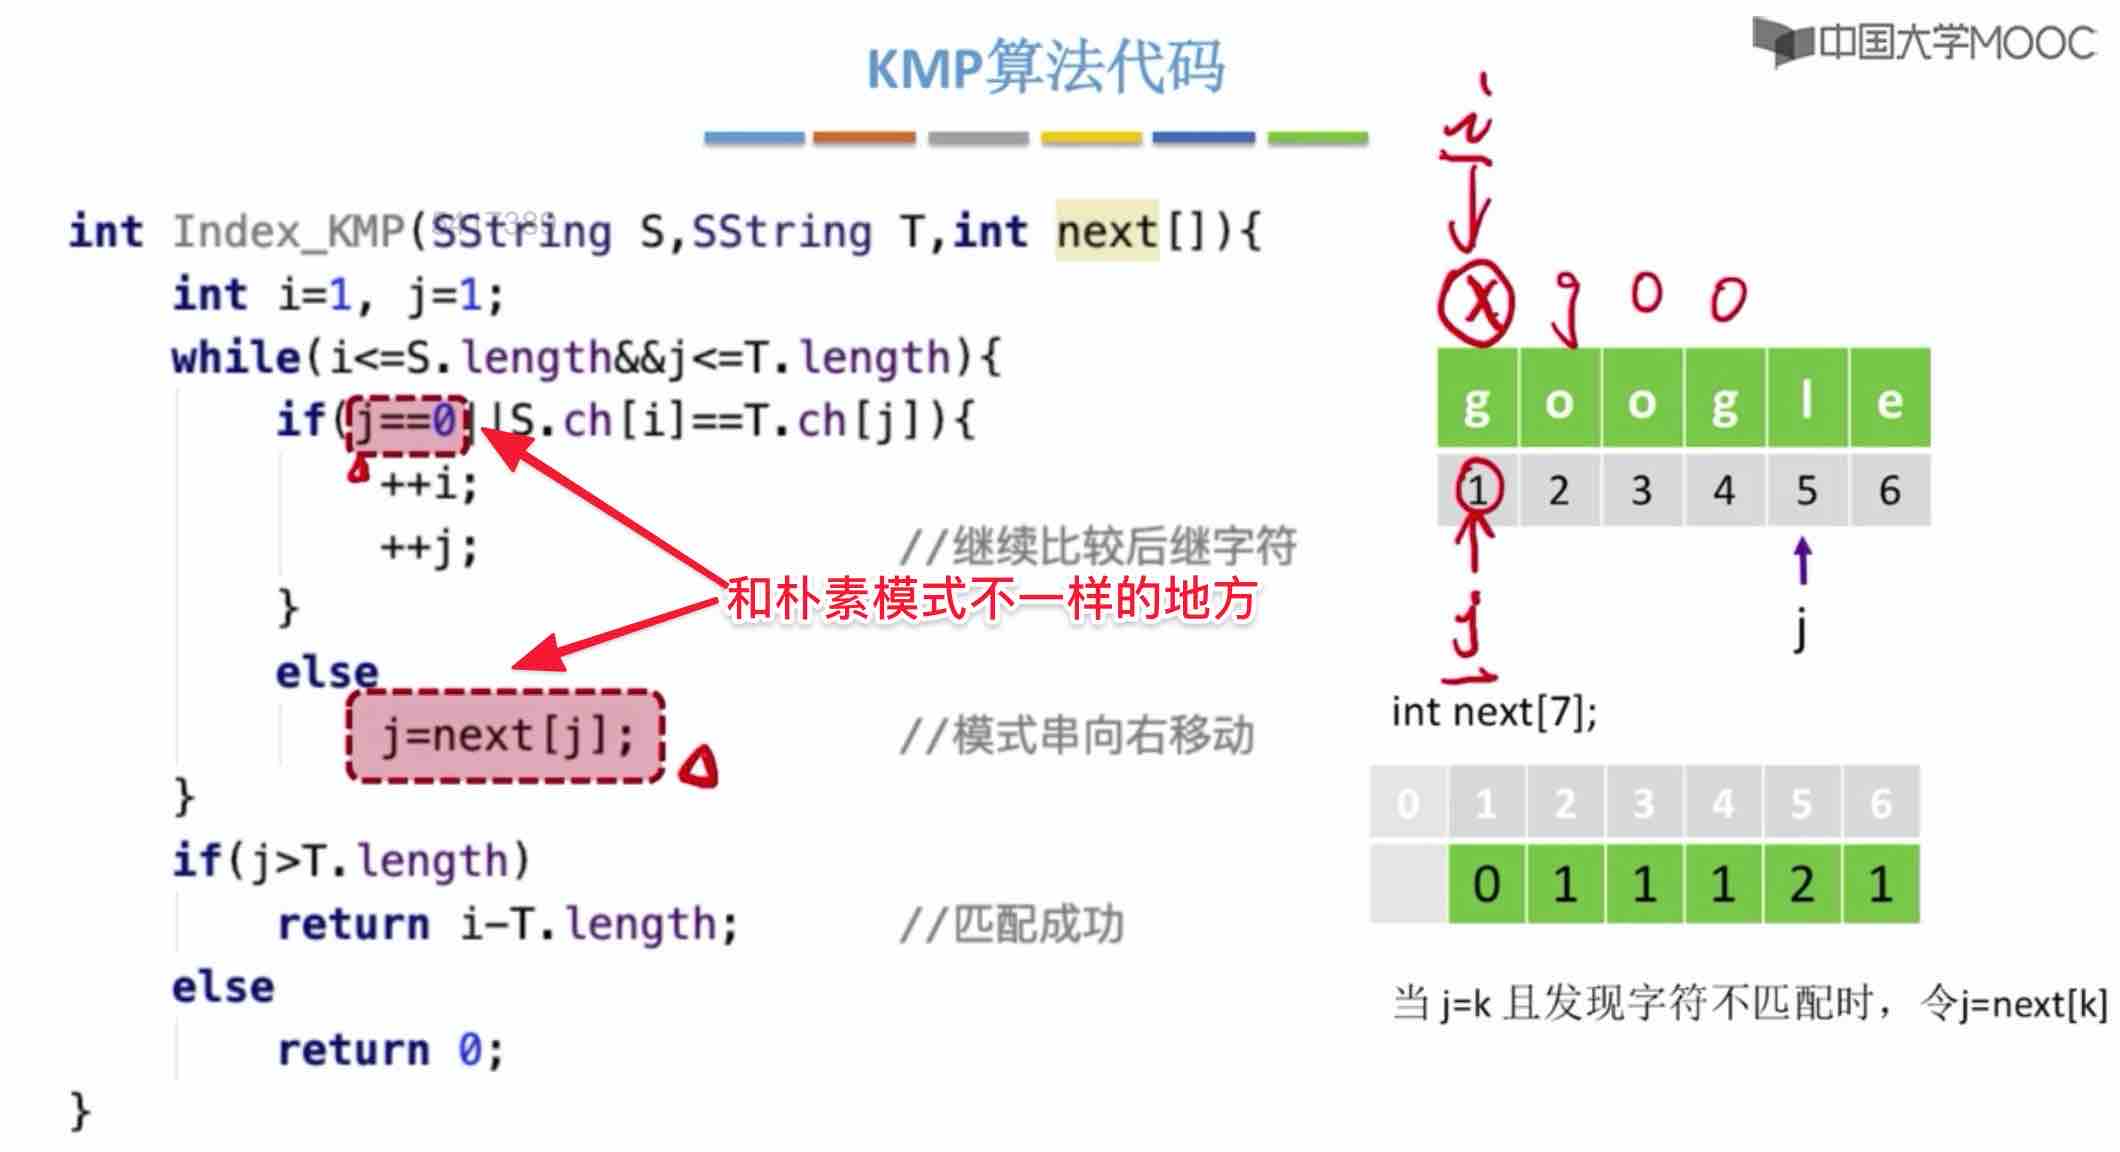 中国大学MOOC
KMP算法代码
int Index_KMP(SString S,SString T,int next[]){
int i=1, j=1;
while(i<=S.length&&j<=T.length){
if(j==0||S.ch[i]==T.ch[j]){
++i;
++j; //继续比较后继字符
}
else
j=next[j]; //模式串向右移动
}
if(j>T.length)
return i-T.length; //匹配成功
else
return 0;
}
和朴素模式不一样的地方
i
x g o o
g o o g l e
1 2 3 4 5 6
j
j
int next[7];
0 1 2 3 4 5 6
0 1 1 1 2 1
当 j=k 且发现字符不匹配时，令j=next[k]